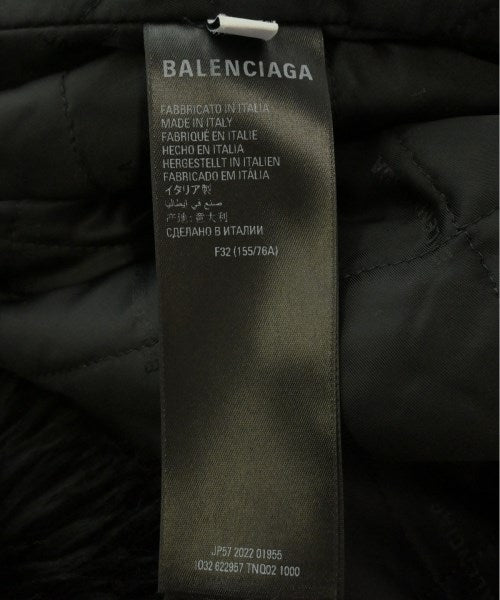 BALENCIAGA
FABBRICATO IN ITALIA
MADE IN ITALY
FABRIQUÉ EN ITALIE
HECHO EN ITALIA
HERGESTELLT IN ITALIEN
FABRICADO EM ITÁLIA
イタリア製
صنع في إيطاليا
产地：意大利
СДЕЛАНО В ИТАЛИИ
F32 (155/76A)
JP57 2022 01955
1032 622957 TNQ02 1000